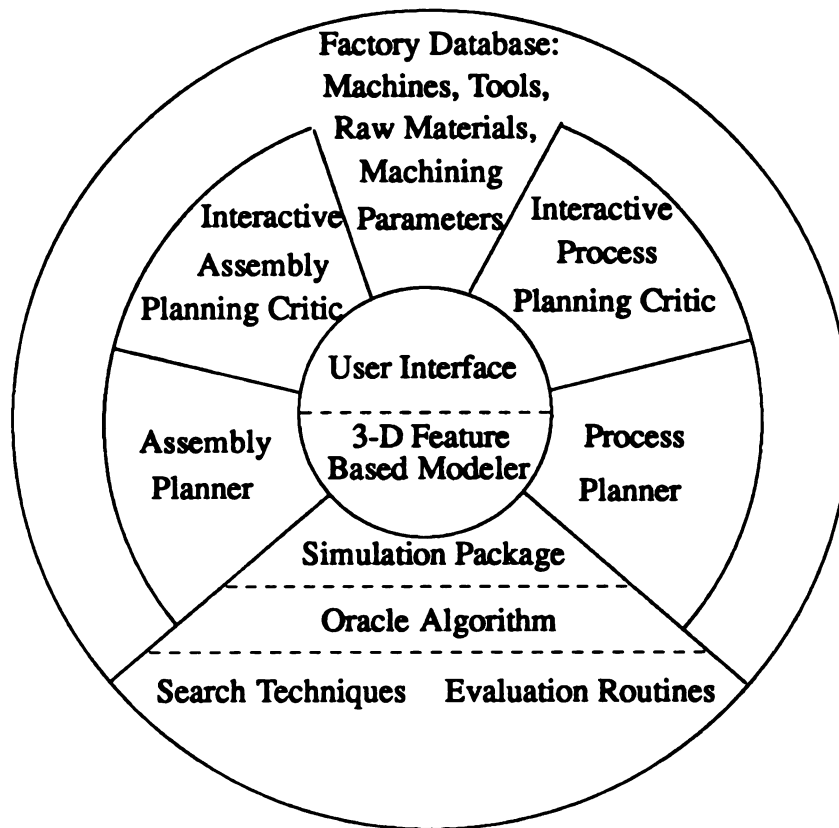 Factory Database:
Machines, Tools,
Raw Materials,
Machining
Parameters
Interactive
Assembly
Planning Critic
Interactive
Process
Planning Critic
User Interface
3-D Feature
Based Modeler
Assembly
Planner
Process
Planner
Simulation Package
Oracle Algorithm
Search Techniques Evaluation Routines